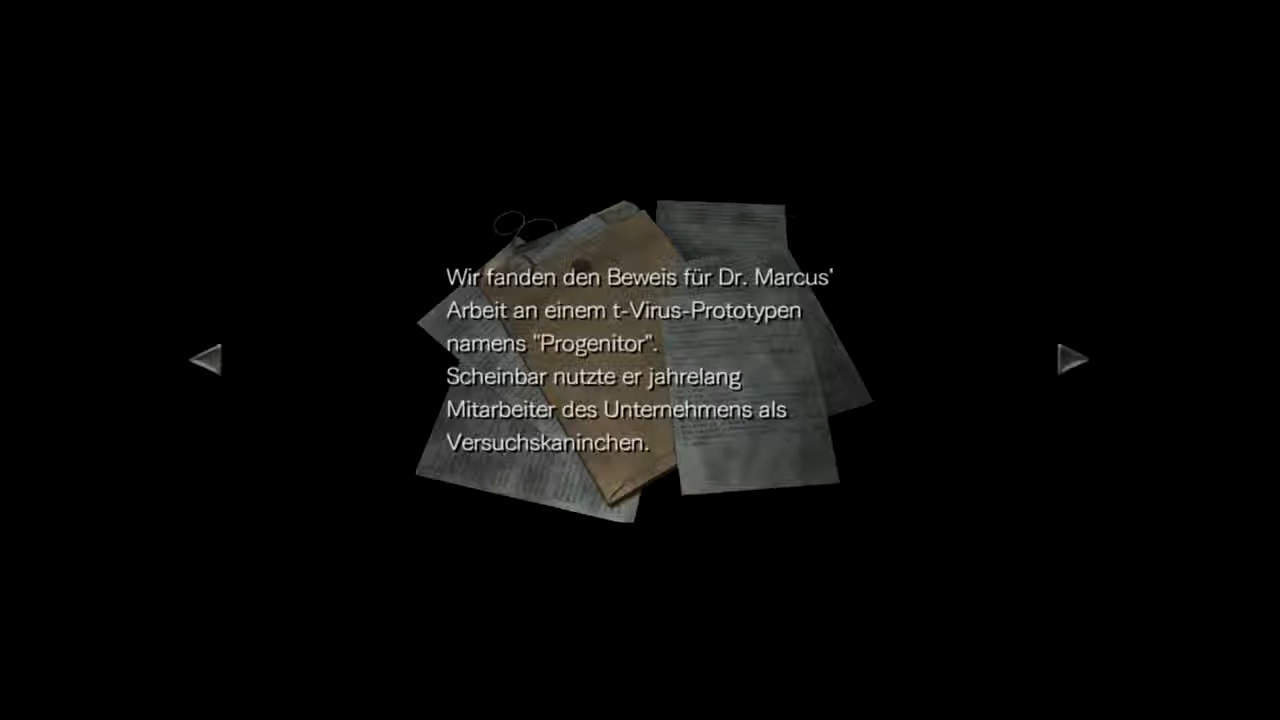 Wir fanden den Beweis für Dr. Marcus'
Arbeit an einem t-Virus-Prototypen
namens "Progenitor".
Scheinbar nutzte er jahrelang
Mitarbeiter des Unternehmens als
Versuchskaninchen.